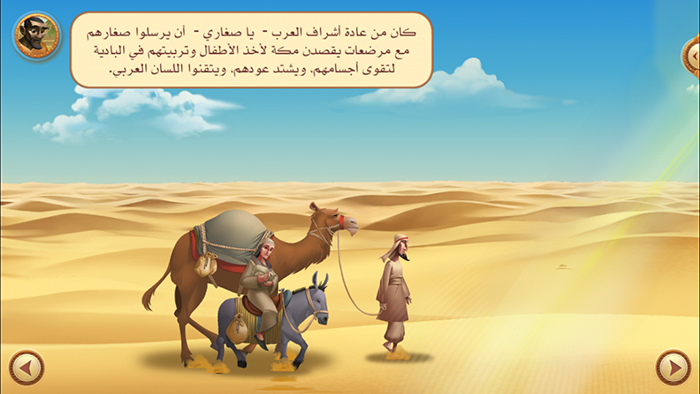 كان من عادة أشراف العرب - يا صغاري - أن يرسلوا صغارهم
مع مرضعات يقصدن مكة لأخذ الأطفال وتربيتهم في البادية
لتقوى أجسامهم، ويشتد عودهم، ويتقنوا اللسان العربي.